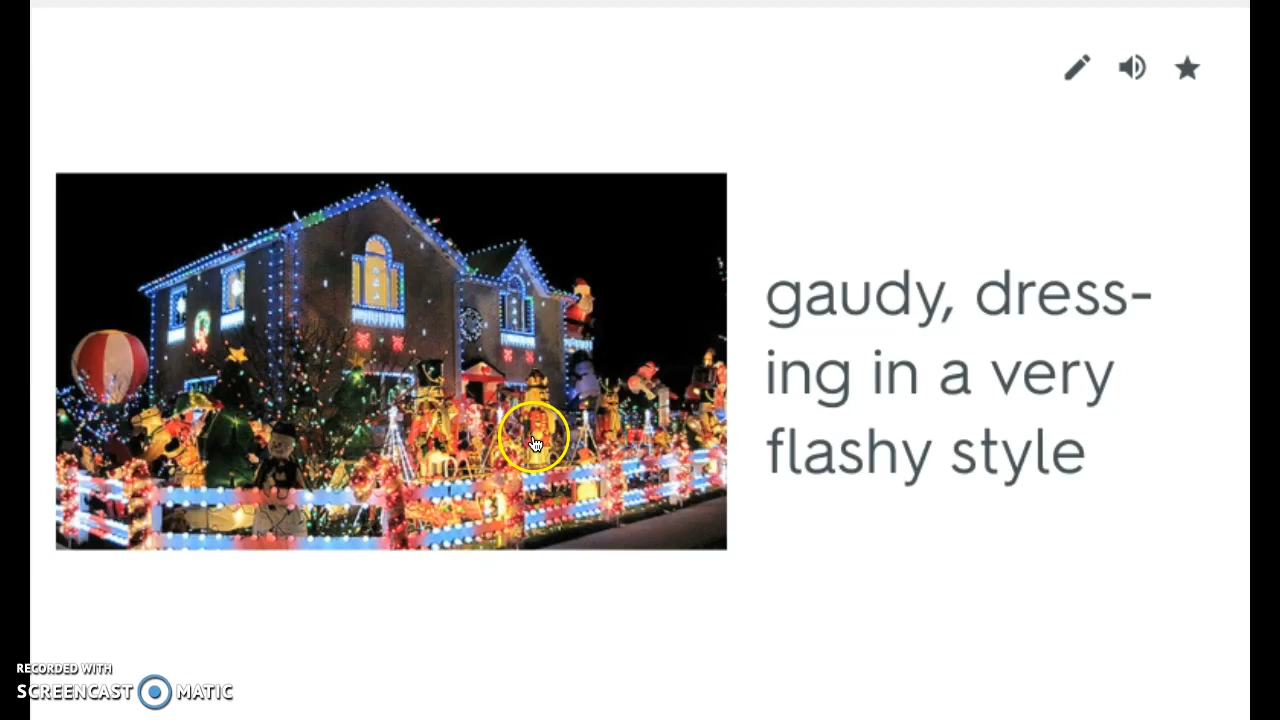 gaudy, dress-
ing in a very
flashy style
RECORDED WITH
SCREENCAST MATIC